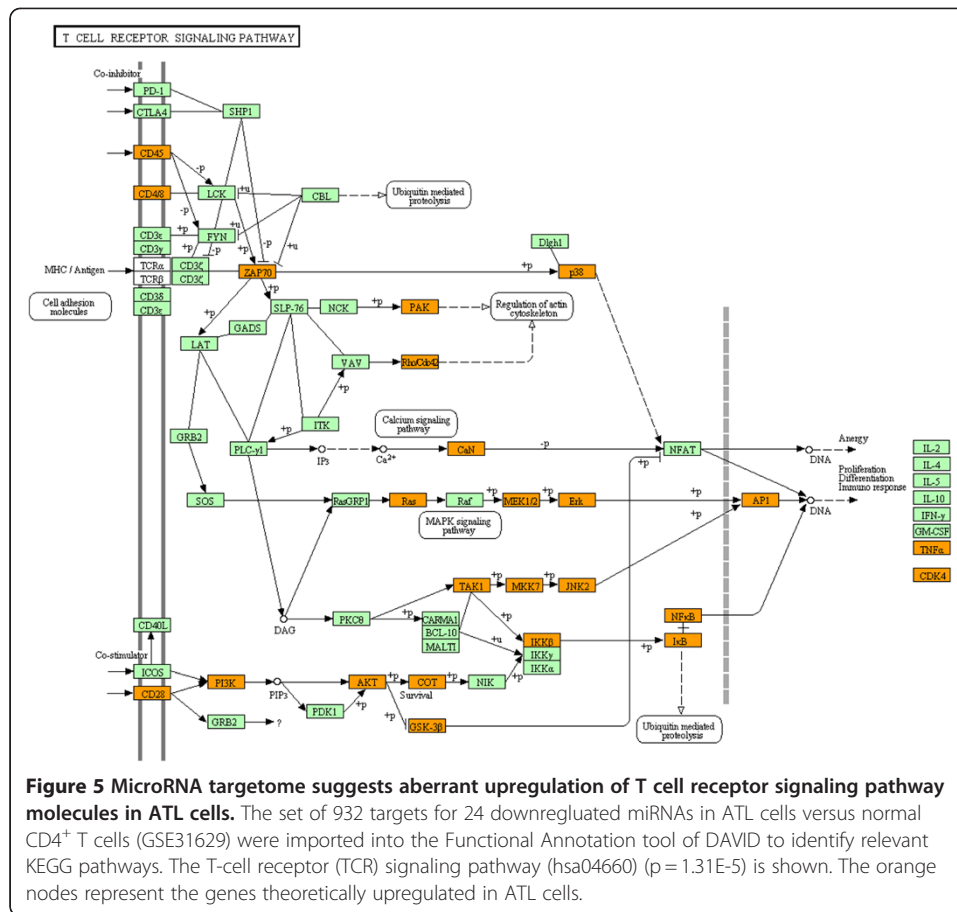 T CELL RECEPTOR SIGNALING PATHWAY
Co-inhibitor
PD-1
CTLA4
SHP1
CD45
-p
CD4/8
LCK
+u
CBL
Ubiquitin mediated
proteolysis
-p
CD3ε
+p
FYN
+u
CD3γ
+p
-p
+p
-p
+u
Dlgh1
MHC / Antigen
TCRα
CD3ζ
ZAP70
+p
p38
TCRβ
CD3ζ
Cell adhesion
molecules
CD3δ
CD3ε
+p
+p
SLP-76
NCK
+p
PAK
Regulation of actin
cytoskeleton
GADS
LAT
VAV
Rho/Cdc42
+p
ITK
GRB2
PLC-γ1
+p
IP3
Ca2+
Calcium signaling
pathway
CaN
-p
NFAT
+p
DNA
Anergy
Proliferation
Differentiation
Immuno response
SOS
RasGRP1
Ras
Raf
+p
MEK1/2
+p
Erk
+p
+p
AP1
DNA
MAPK signaling
pathway
IL-2
IL-4
IL-5
IL-10
IFN-γ
GM-CSF
TNFα
CDK4
+p
TAK1
+p
MKK7
+p
JNK2
DAG
PKCθ
+p
CARMA1
BCL-10
MALT1
+p
+u
IKKβ
IKKγ
IKKα
+p
NFκB
IκB
CD40L
Co-stimulator
ICOS
CD28
PI3K
PIP3
AKT
+p
COT
+p
NIK
+p
Survival
PDK1
+p
+p
GSK-3β
GRB2
?
Ubiquitin mediated
proteolysis
Figure 5 MicroRNA targetome suggests aberrant upregulation of T cell receptor signaling pathway
molecules in ATL cells. The set of 932 targets for 24 downregluated miRNAs in ATL cells versus normal
CD4+ T cells (GSE31629) were imported into the Functional Annotation tool of DAVID to identify relevant
KEGG pathways. The T-cell receptor (TCR) signaling pathway (hsa04660) (p = 1.31E-5) is shown. The orange
nodes represent the genes theoretically upregulated in ATL cells.